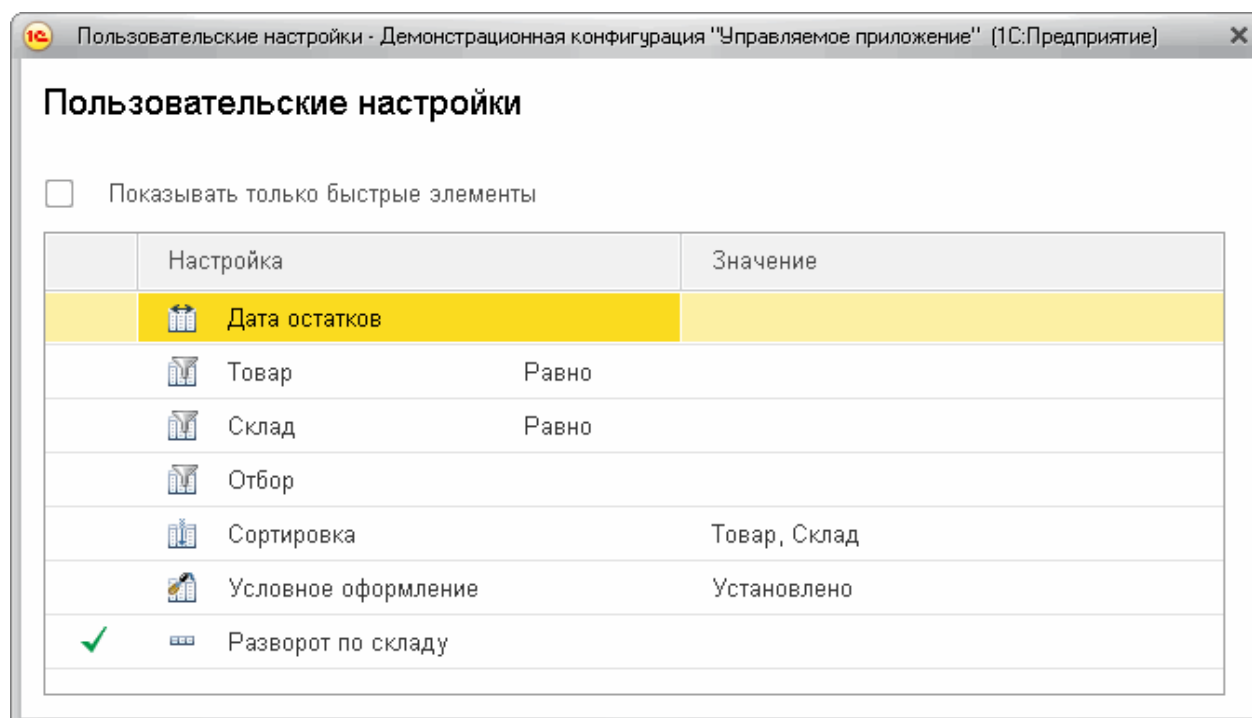 1С Пользовательские настройки - Демонстрационная конфигурация "Управляемое приложение" (1С:Предприятие)
Пользовательские настройки
Показывать только быстрые элементы
Настройка Значение
Дата остатков
Товар Равно
Склад Равно
Отбор
Сортировка Товар, Склад
Условное оформление Установлено
Разворот по складу